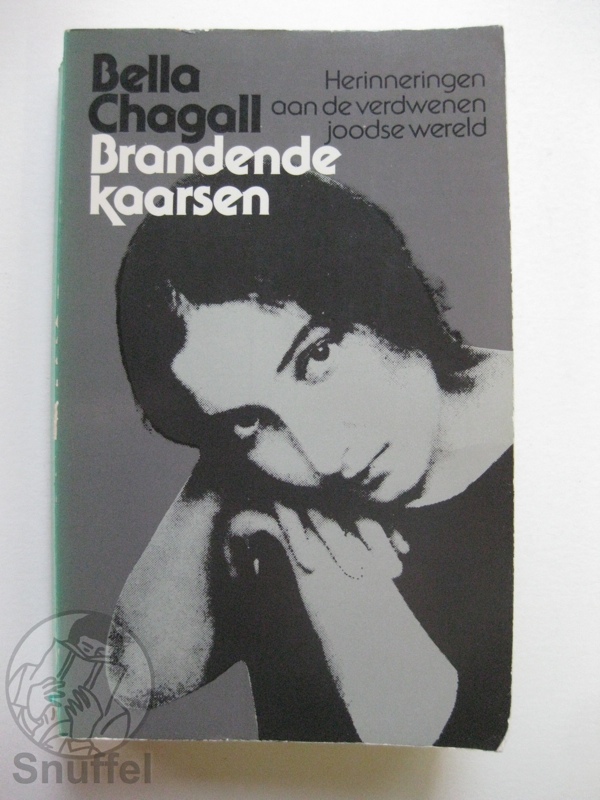 Bella
Chagall
Brandende
kaarsen
Herinneringen
aan de verdwenen
joodse wereld
Snuffel